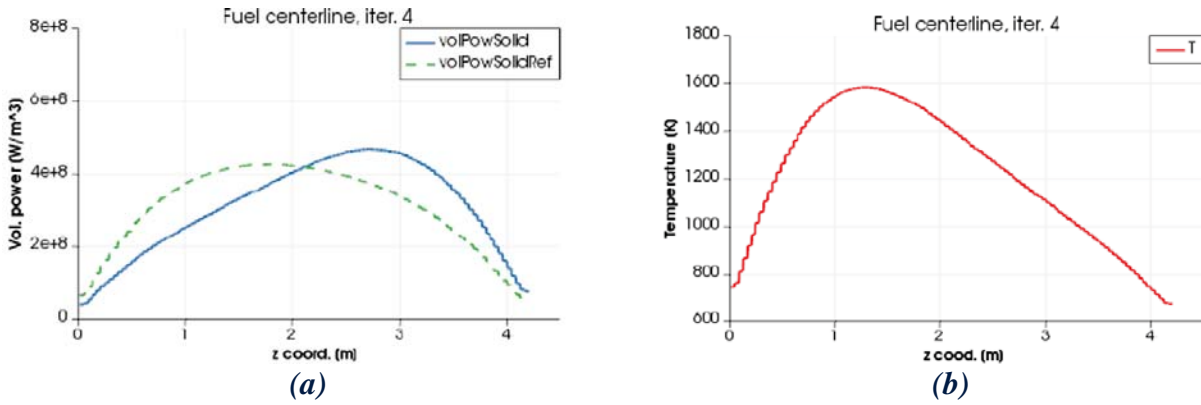 Fuel centerline, iter. 4
8e+8
6e+8
4e+8
2e+8
0
Vol. power (W/m^3)
volPowSolid
volPowSolidRef
0 1 2 3 4
z coord. (m)
(a)
Fuel centerline, iter. 4
1800
1600
1400
1200
1000
800
600
Temperature (K)
T
0 1 2 3 4
z cood. (m)
(b)